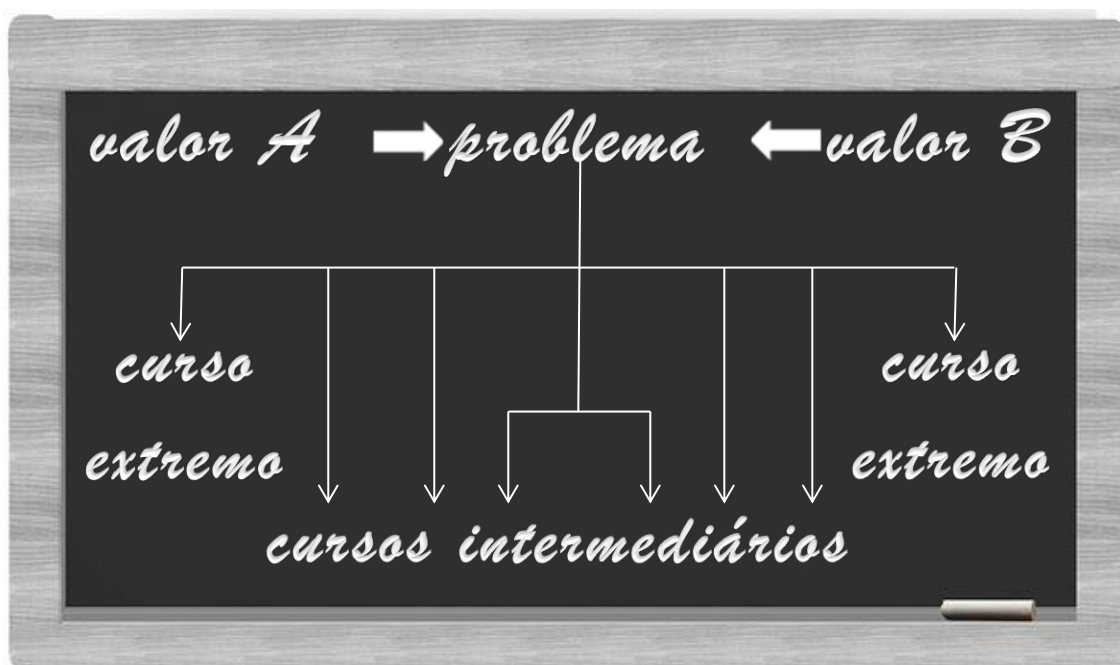 valor A problema valor B
curso curso
extremo extremo
cursos intermediários